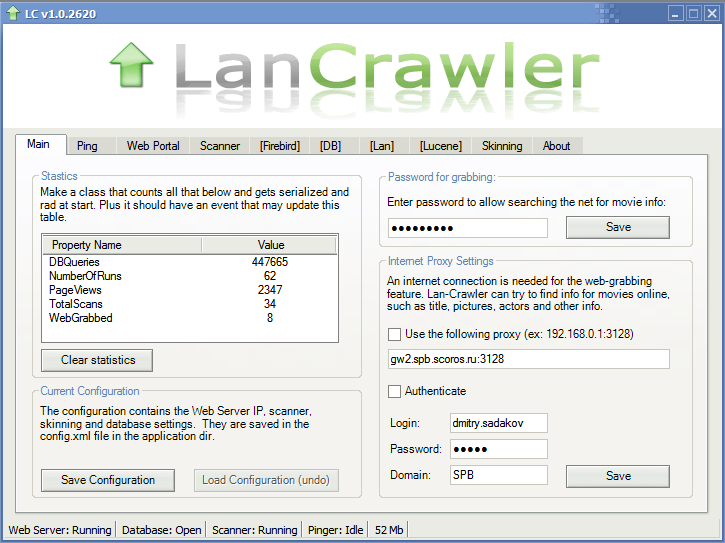 LC v1.0.2620
LanCrawler
Main Ping Web Portal Scanner [Firebird] [DB] [Lan] [Lucene] Skinning About
Stastics
Make a class that counts all that below and gets serialized and
rad at start. Plus it should have an event that may update this
table.
Property Name Value
DBQueries 447665
NumberOfRuns 62
PageViews 2347
TotalScans 34
WebGrabbed 8
Clear statistics
Current Configuration
The configuration contains the Web Server IP, scanner,
skinning and database settings. They are saved in the
config.xml file in the application dir.
Save Configuration Load Configuration (undo)
Password for grabbing:
Enter password to allow searching the net for movie info:
●●●●●●●●● Save
Internet Proxy Settings
An internet connection is needed for the web-grabbing
feature. Lan-Crawler can try to find info for movies online,
such as title, pictures, actors and other info.
Use the following proxy (ex: 192.168.0.1:3128)
gw2.spb.scoros.ru:3128
Authenticate
Login: dmitry.sadakov
Password: ●●●●●
Domain: SPB Save
Web Server: Running Database: Open Scanner: Running Pinger: Idle 52 Mb